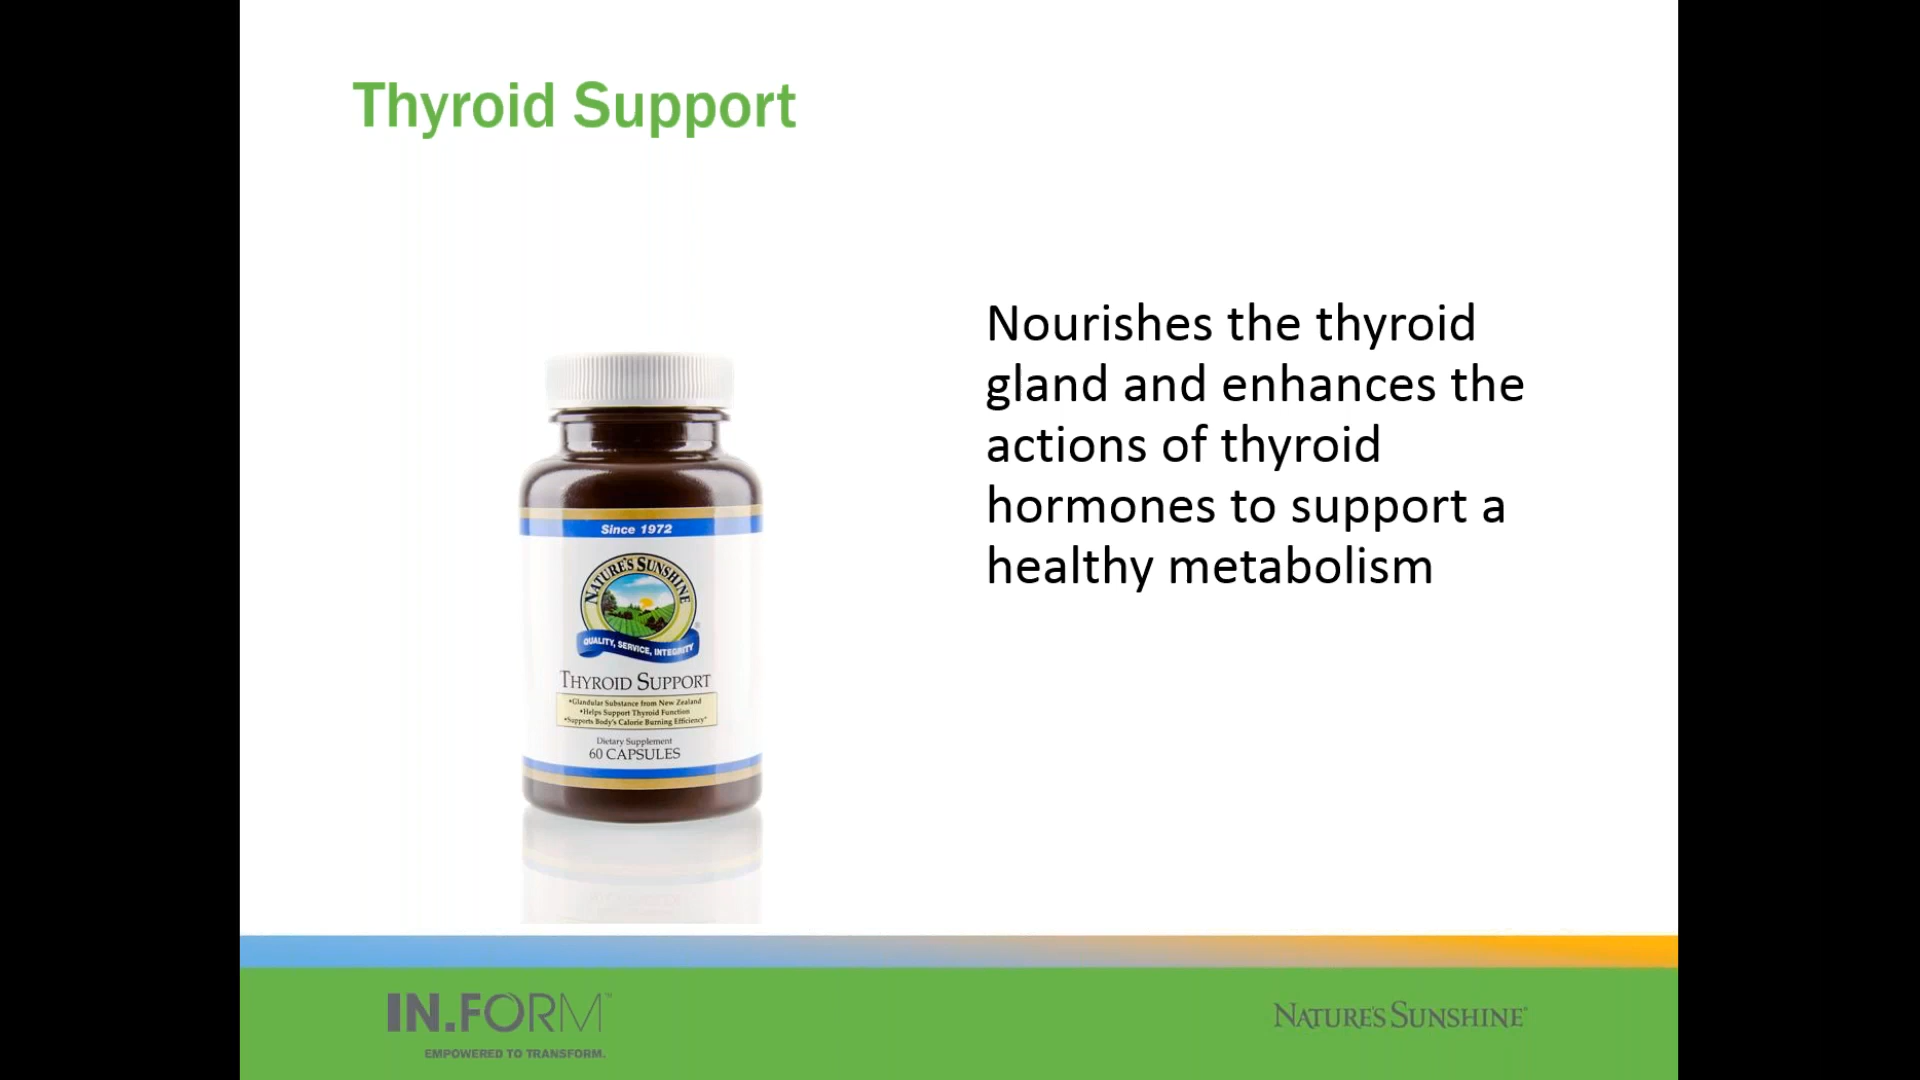 Thyroid Support
Nourishes the thyroid
gland and enhances the
actions of thyroid
hormones to support a
healthy metabolism
Since 1972
NATURE'S SUNSHINE
QUALITY, SERVICE, INTEGRITY
THYROID SUPPORT
•Glandular Substance from New Zealand
•Helps Support Thyroid Function
•Supports Body's Calorie Burning Efficiency*
Dietary Supplement
60 CAPSULES
IN.FORM™
EMPOWERED TO TRANSFORM.
NATURE'S SUNSHINE®